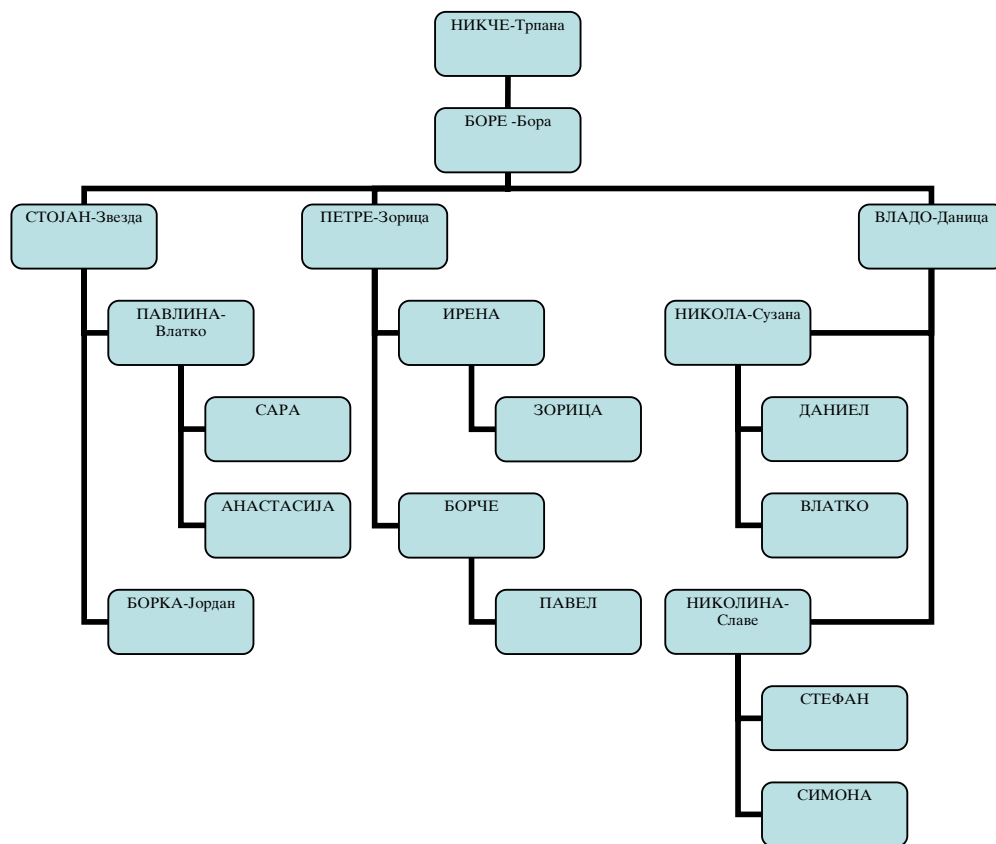 НИКЧЕ-Трпана
БОРЕ -Бора
СТОЈАН-Звезда
ПЕТРЕ-Зорица
ВЛАДО-Даница
ПАВЛИНА-
Влатко
ИРЕНА
НИКОЛА-Сузана
САРА
ЗОРИЦА
ДАНИЕЛ
АНАСТАСИЈА
БОРЧЕ
ВЛАТКО
БОРКА-Јордан
ПАВЕЛ
НИКОЛИНА-
Славе
СТЕФАН
СИМОНА